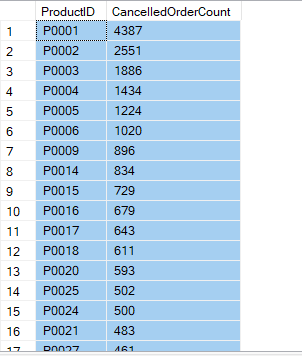 ProductID CancelledOrderCount
1 P0001 4387
2 P0002 2551
3 P0003 1886
4 P0004 1434
5 P0005 1224
6 P0006 1020
7 P0009 896
8 P0014 834
9 P0015 729
10 P0016 679
11 P0017 643
12 P0018 611
13 P0020 593
14 P0025 502
15 P0024 500
16 P0021 483
17 P0027 461